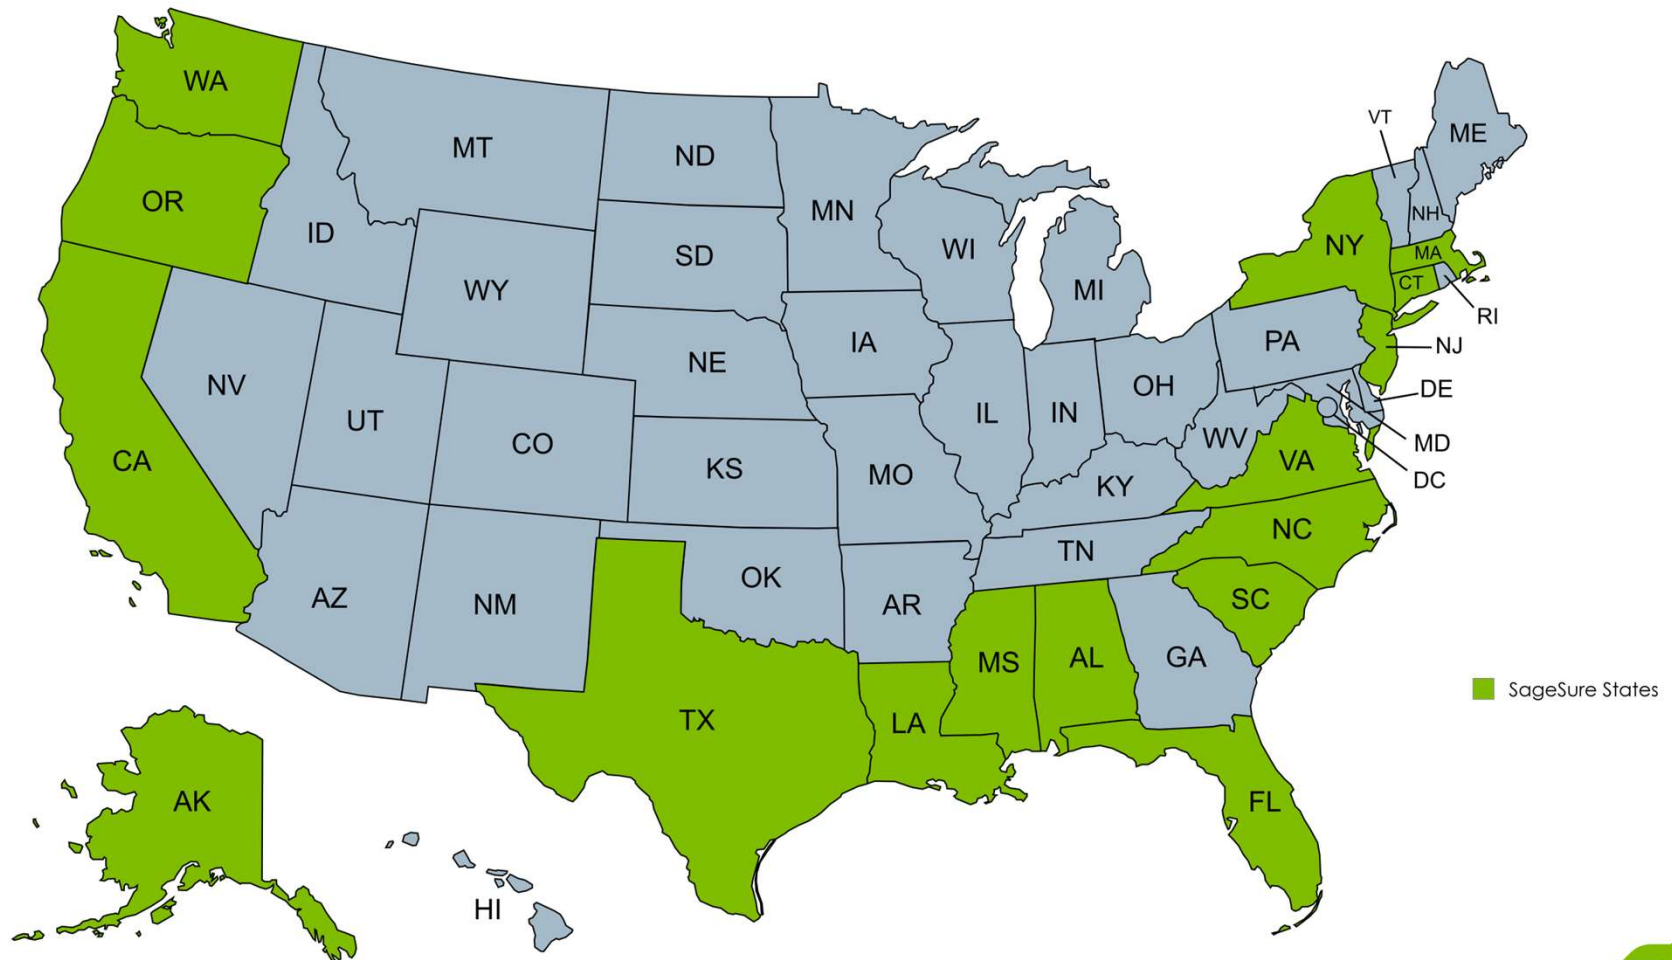 WA
MT
ND
VT
ME
OR
MN
NH
ID
NY
WI
MA
SD
CT
WY
MI
RI
IA
PA
NJ
NE
NV
OH
DE
UT
IL
IN
CO
WV
MD
CA
KS
MO
VA
DC
KY
NC
TN
OK
AZ
NM
AR
SC
MS
AL
GA
SageSure States
TX
LA
AK
FL
HI